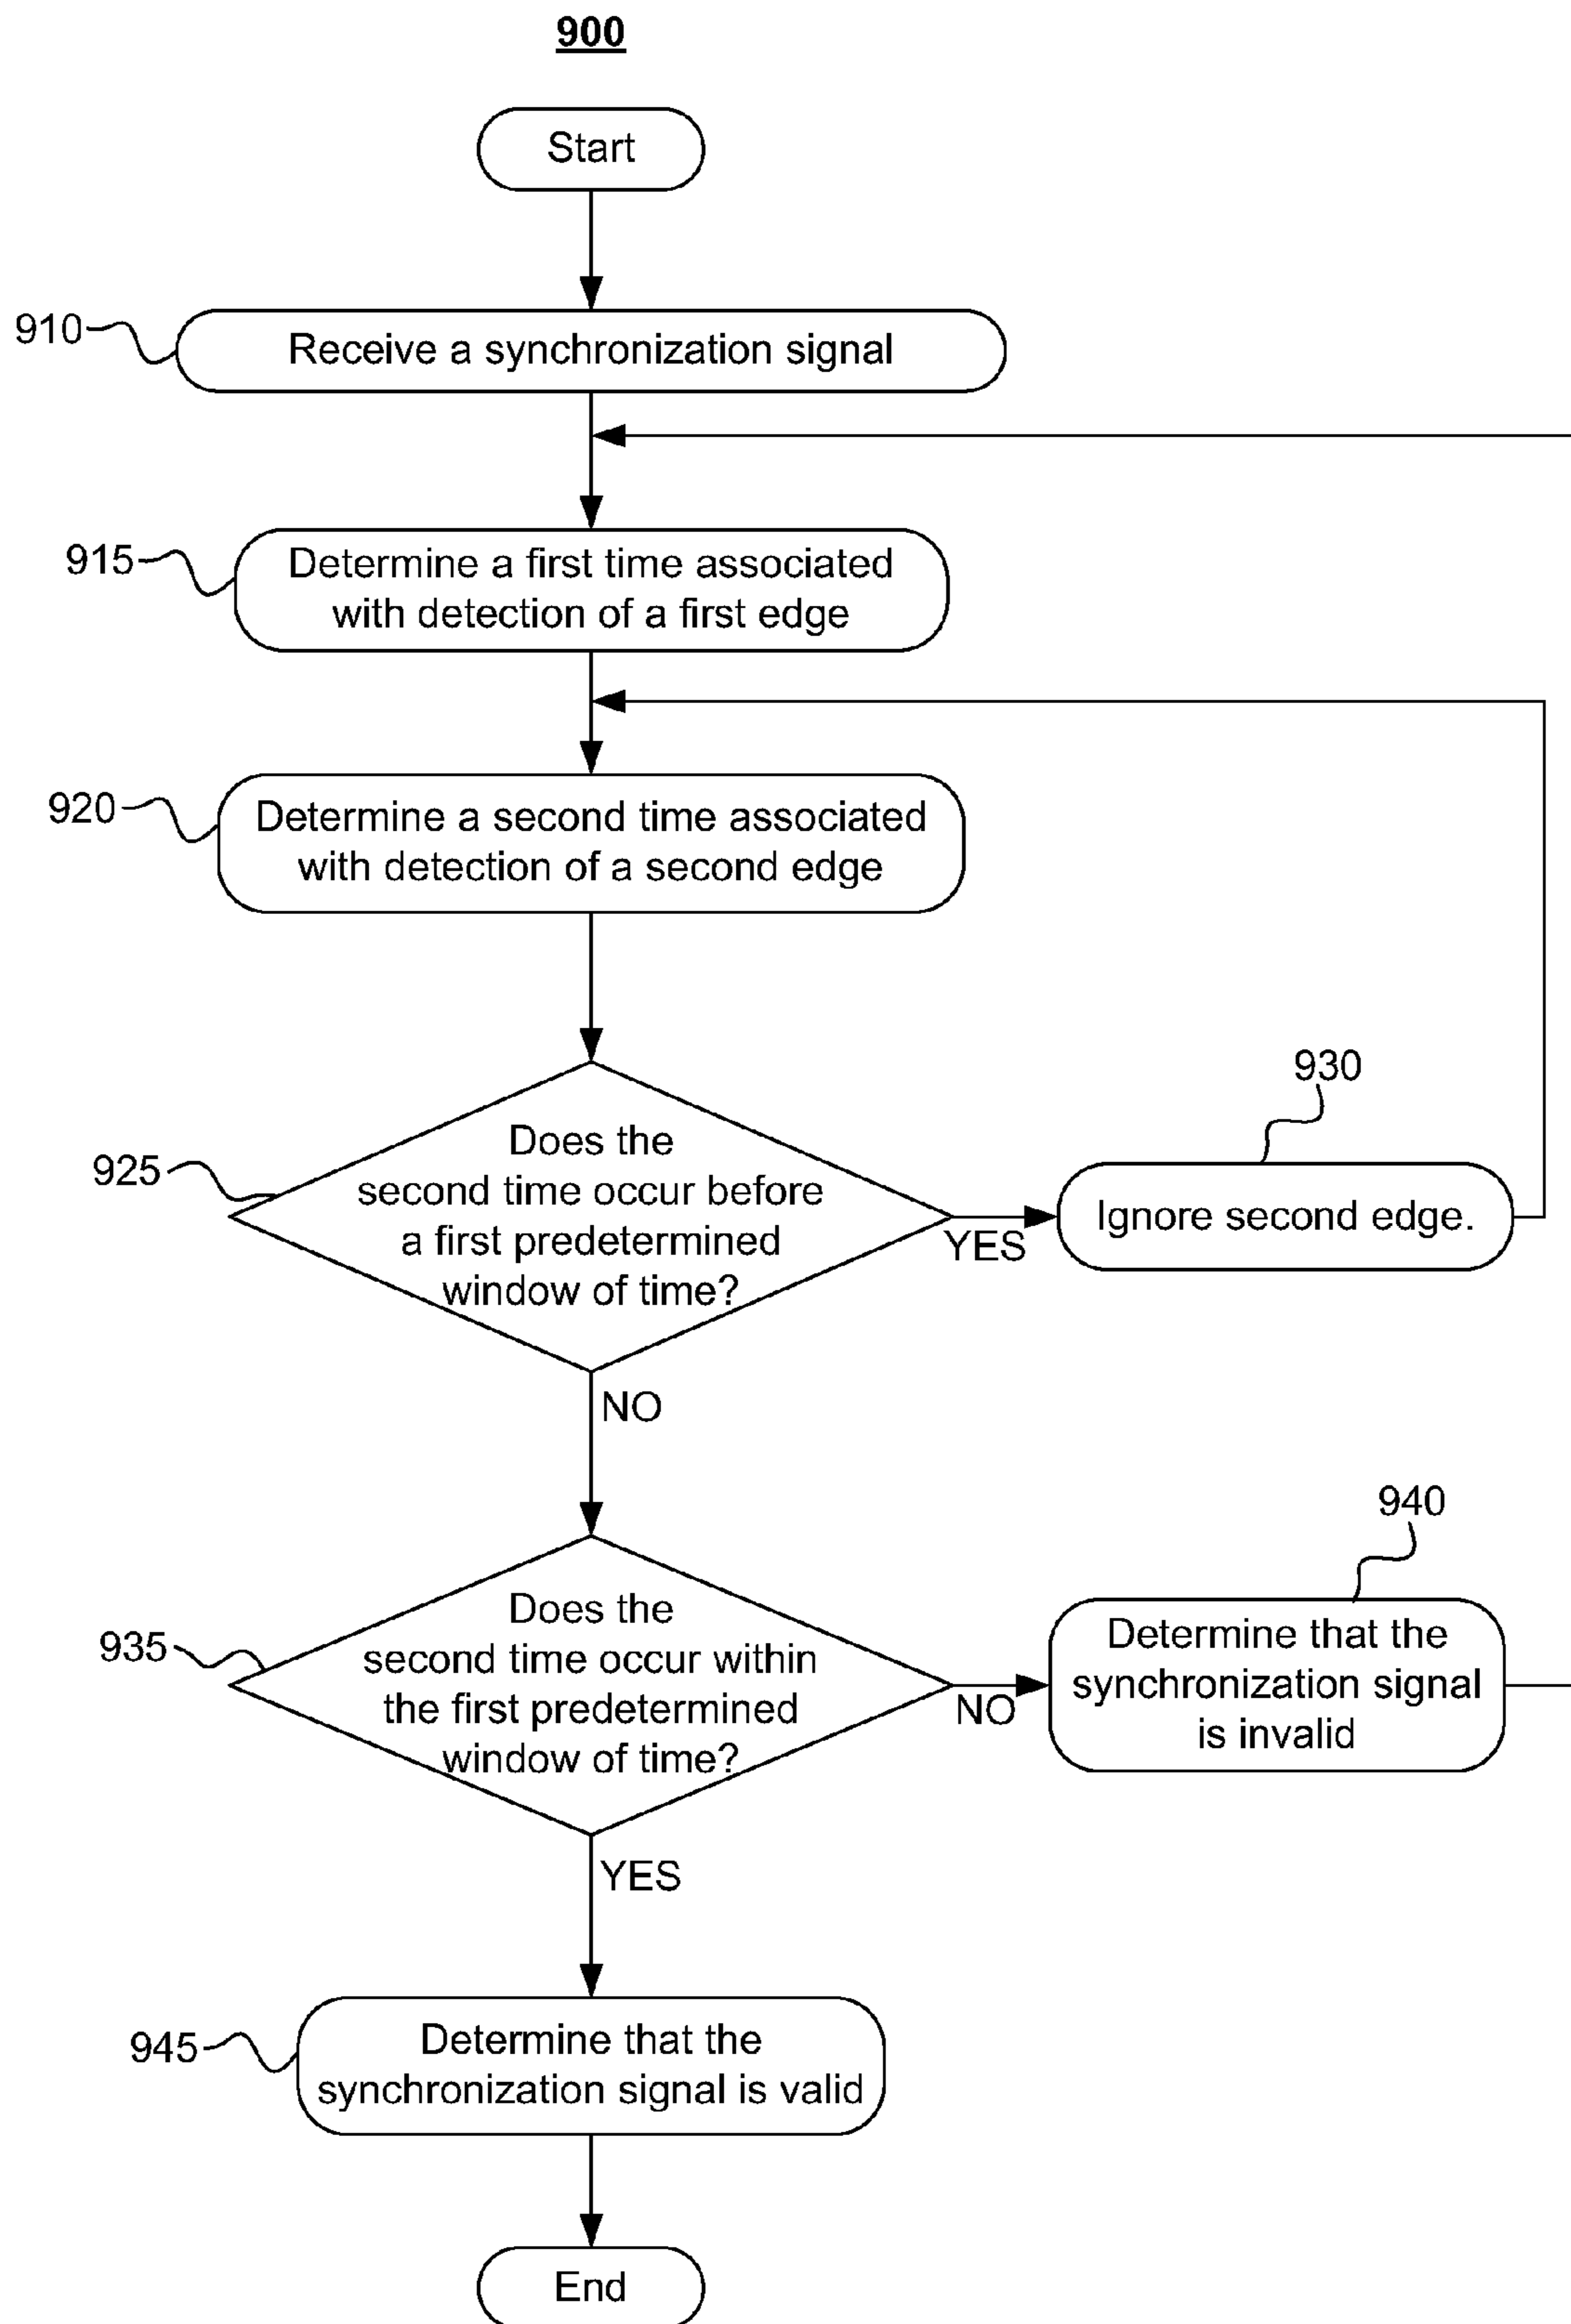 900
Start
910
Receive a synchronization signal
915
Determine a first time associated
with detection of a first edge
920
Determine a second time associated
with detection of a second edge
925
Does the
second time occur before
a first predetermined
window of time?
YES
930
Ignore second edge.
NO
935
Does the
second time occur within
the first predetermined
window of time?
NO
940
Determine that the
synchronization signal
is invalid
YES
945
Determine that the
synchronization signal is valid
End